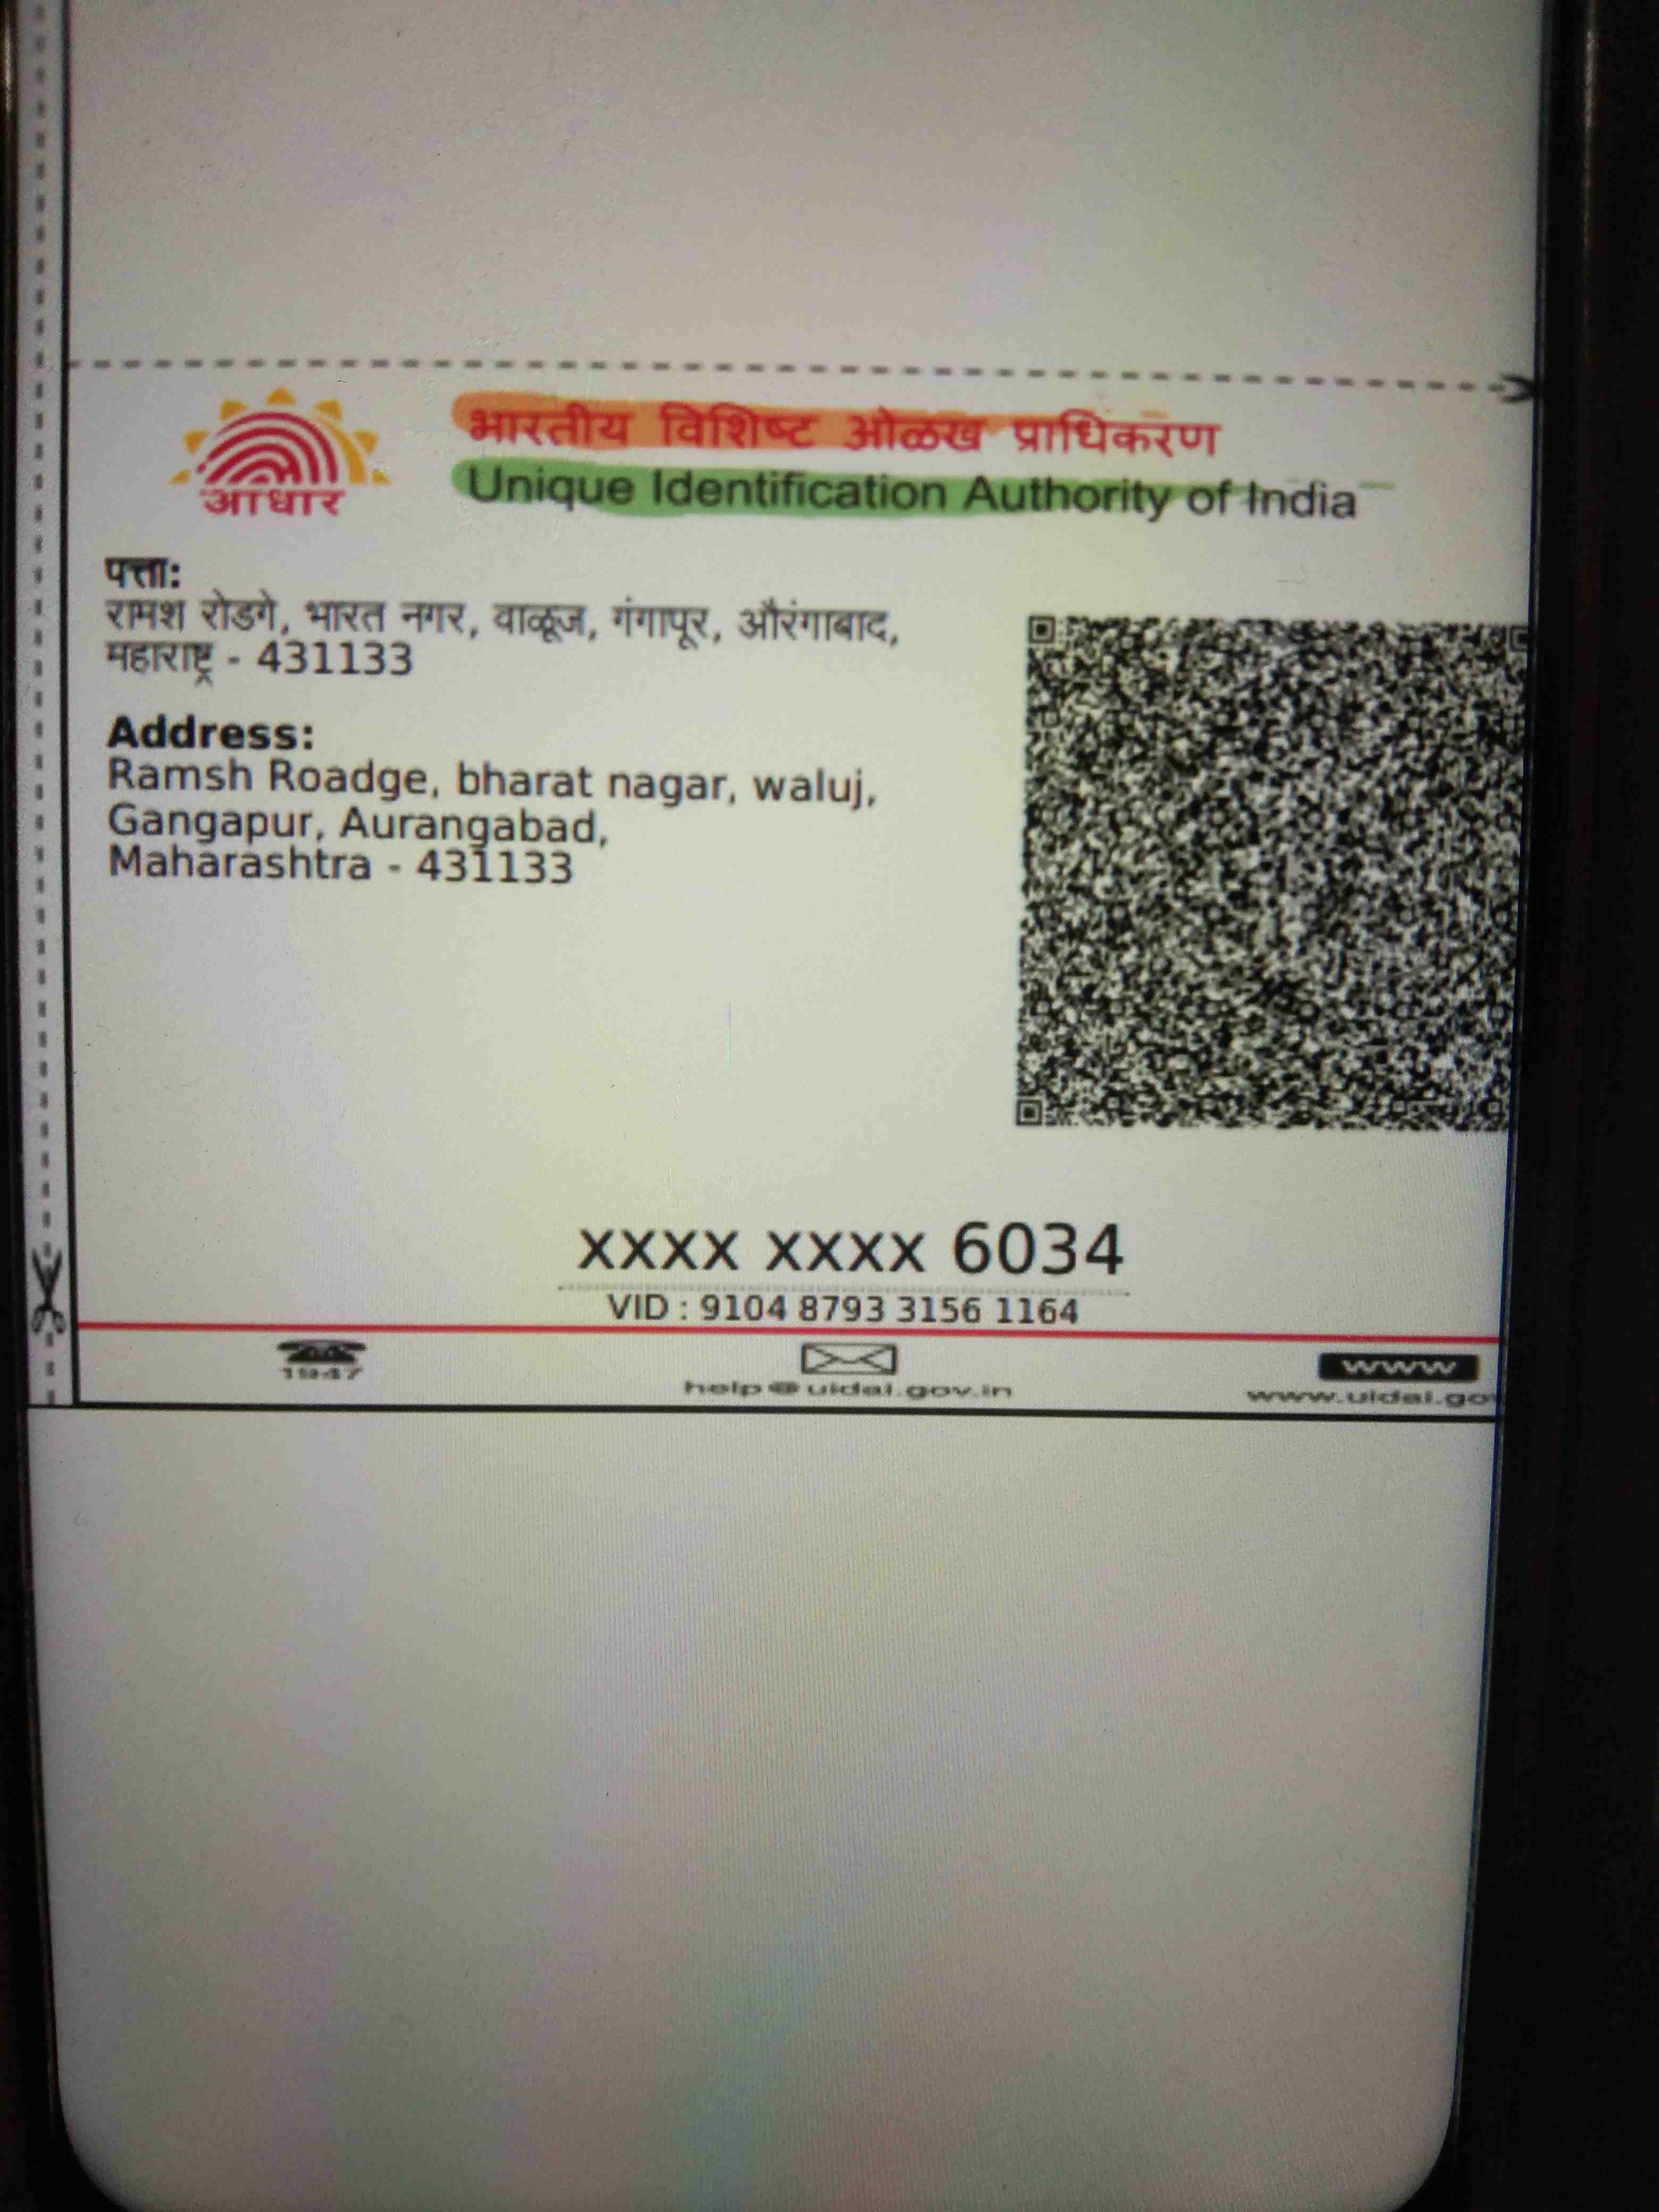 भारतीय विशिष्ट ओळख प्राधिकरण
Unique Identification Authority of India
आधार
पत्ता:
रामश रोडगे, भारत नगर, वाळूज, गंगापूर, औरंगाबाद,
महाराष्ट्र - 431133
Address:
Ramsh Roadge, bharat nagar, waluj,
Gangapur, Aurangabad,
Maharashtra - 431133
xxxx xxxx 6034
VID : 9104 8793 3156 1164
1947
help@uidai.gov.in
WWW
www.uidai.go